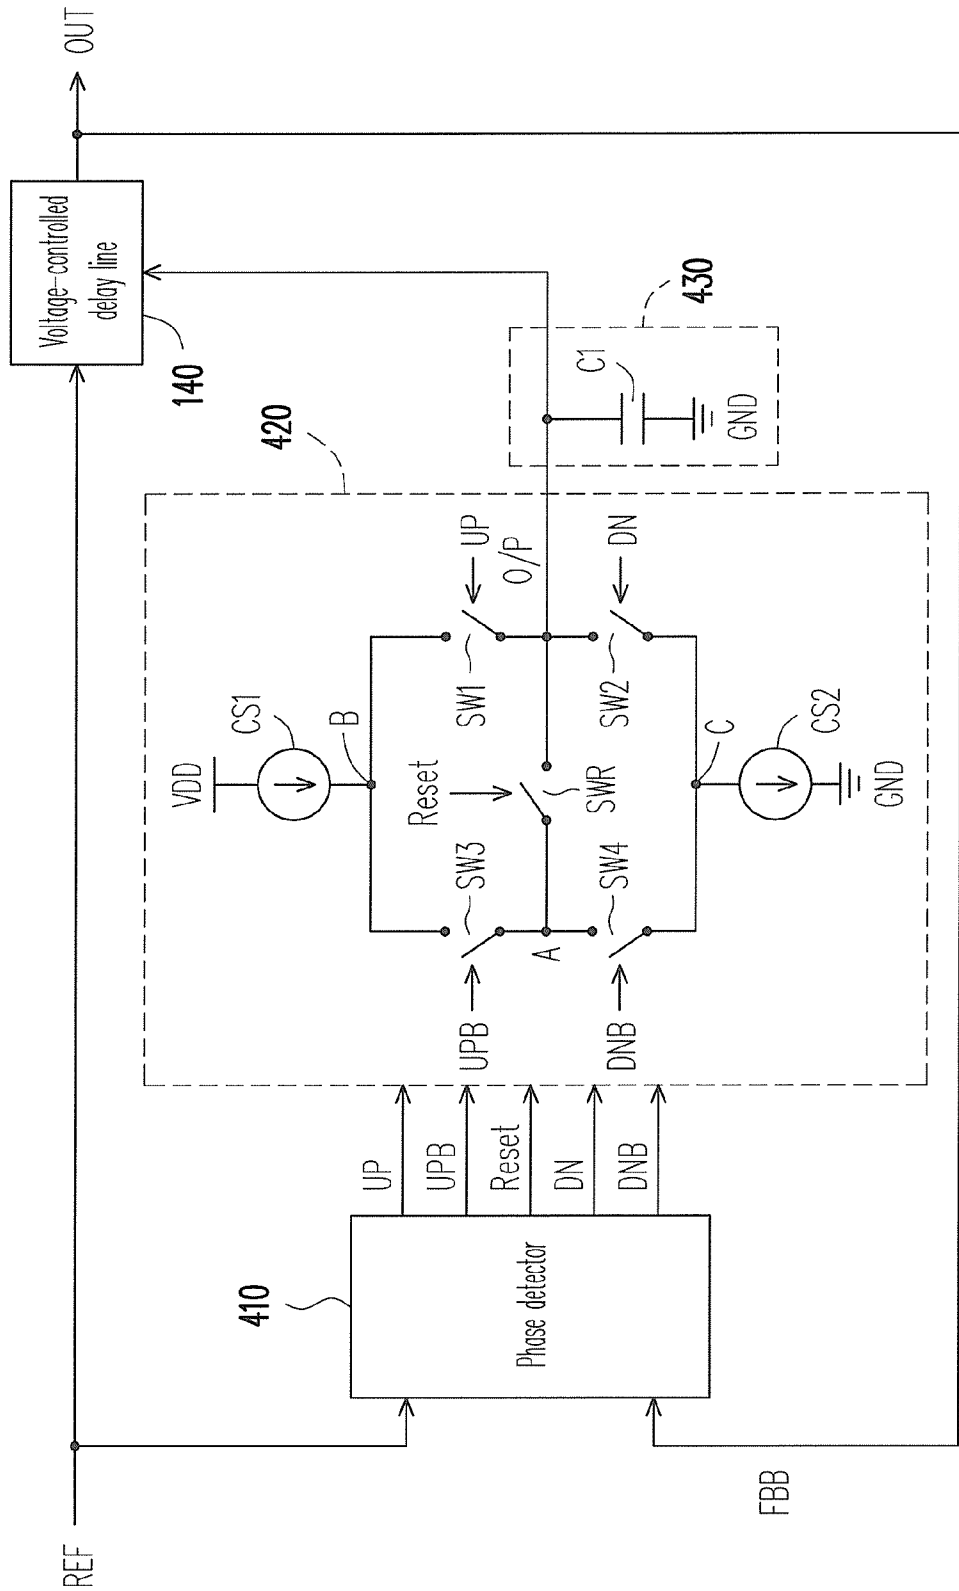 REF
OUT
Voltage-controlled
delay line
140
420
430
410
Phase detector
UP
UPB
Reset
DN
DNB
FBB
VDD
CS1
B
UPB
SW3
Reset
SW1
UP
O/P
A
SWR
DNB
SW4
SW2
DN
C
CS2
GND
C1
GND